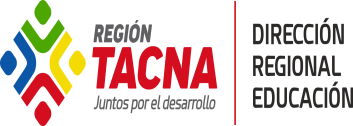 REGIÓN
TACNA
Juntos por el desarrollo
DIRECCIÓN
REGIONAL
EDUCACIÓN